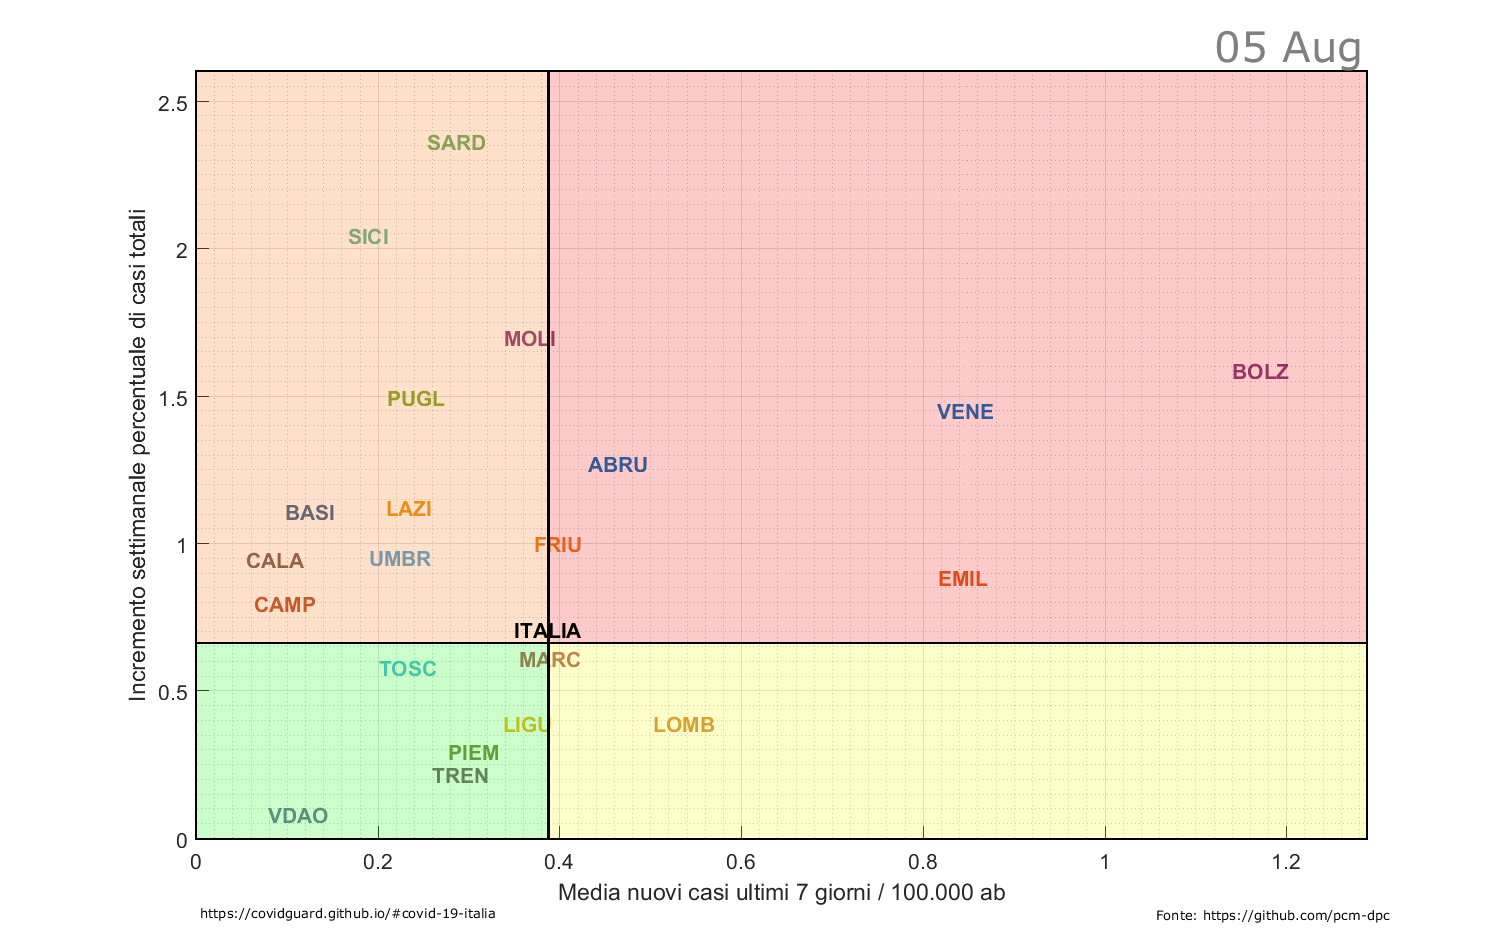 05 Aug
2.5
SARD
SICI
2
MOLI
BOLZ
1.5
PUGL
VENE
ABRU
LAZI
BASI
1
FRIU
CALA
UMBR
EMIL
CAMP
ITALIA
MARC
TOSC
0.5
LIGU
LOMB
PIEM
TREN
VDAO
0
Incremento settimanale percentuale di casi totali
0 0.2 0.4 0.6 0.8 1 1.2
Media nuovi casi ultimi 7 giorni / 100.000 ab
https://covidguard.github.io/#covid-19-italia
Fonte: https://github.com/pcm-dpc